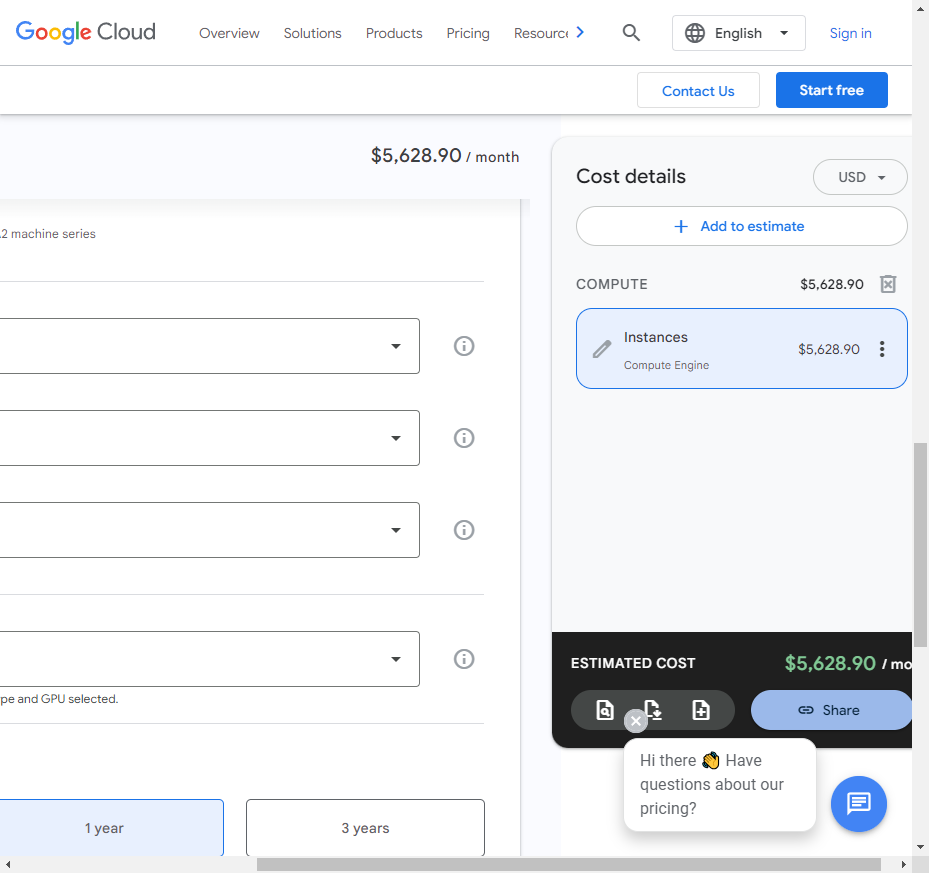 Google Cloud
Overview Solutions Products Pricing Resourc English Sign in
Contact Us Start free
$5,628.90 / month
Cost details USD
Add to estimate
2 machine series
COMPUTE $5,628.90
Instances
$5,628.90
Compute Engine
ESTIMATED COST $5,628.90 / mo
pe and GPU selected.
Share
Hi there 👋 Have
questions about our
pricing?
1 year 3 years